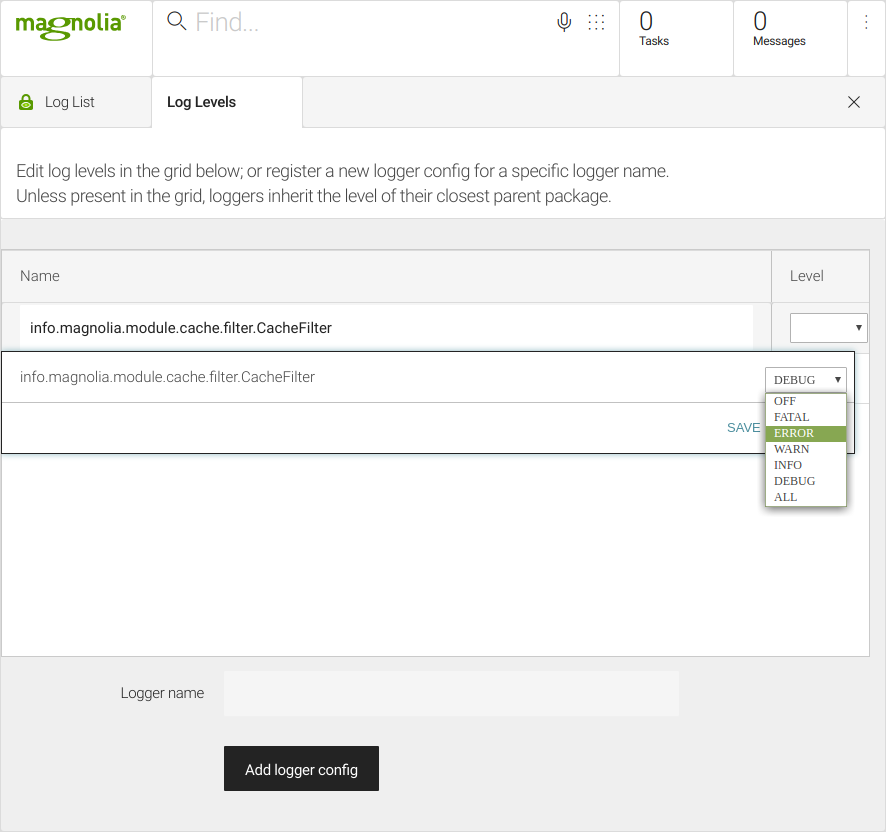 magnolia®
Find...
0
Tasks
0
Messages
Log List
Log Levels
Edit log levels in the grid below; or register a new logger config for a specific logger name.
Unless present in the grid, loggers inherit the level of their closest parent package.
Name
Level
info.magnolia.module.cache.filter.CacheFilter
info.magnolia.module.cache.filter.CacheFilter
DEBUG
SAVE
OFF
FATAL
ERROR
WARN
INFO
DEBUG
ALL
Logger name
Add logger config